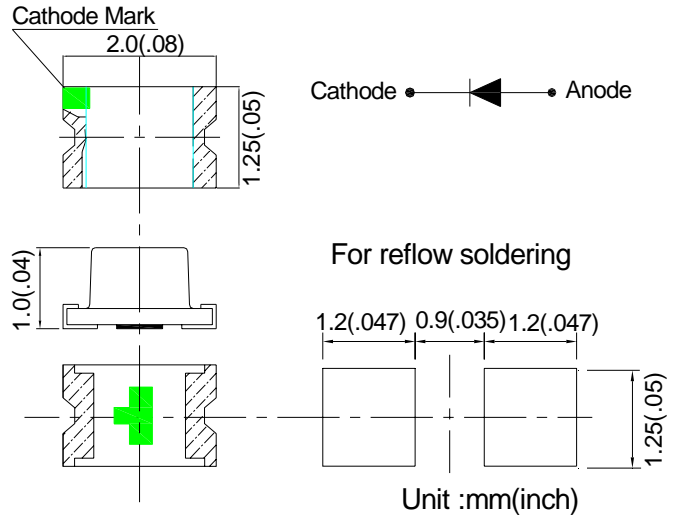 Cathode Mark
2.0(.08)
Cathode Anode
1.25(.05)
1.0(.04)
For reflow soldering
1.2(.047) 0.9(.035) 1.2(.047)
1.25(.05)
Unit :mm(inch)